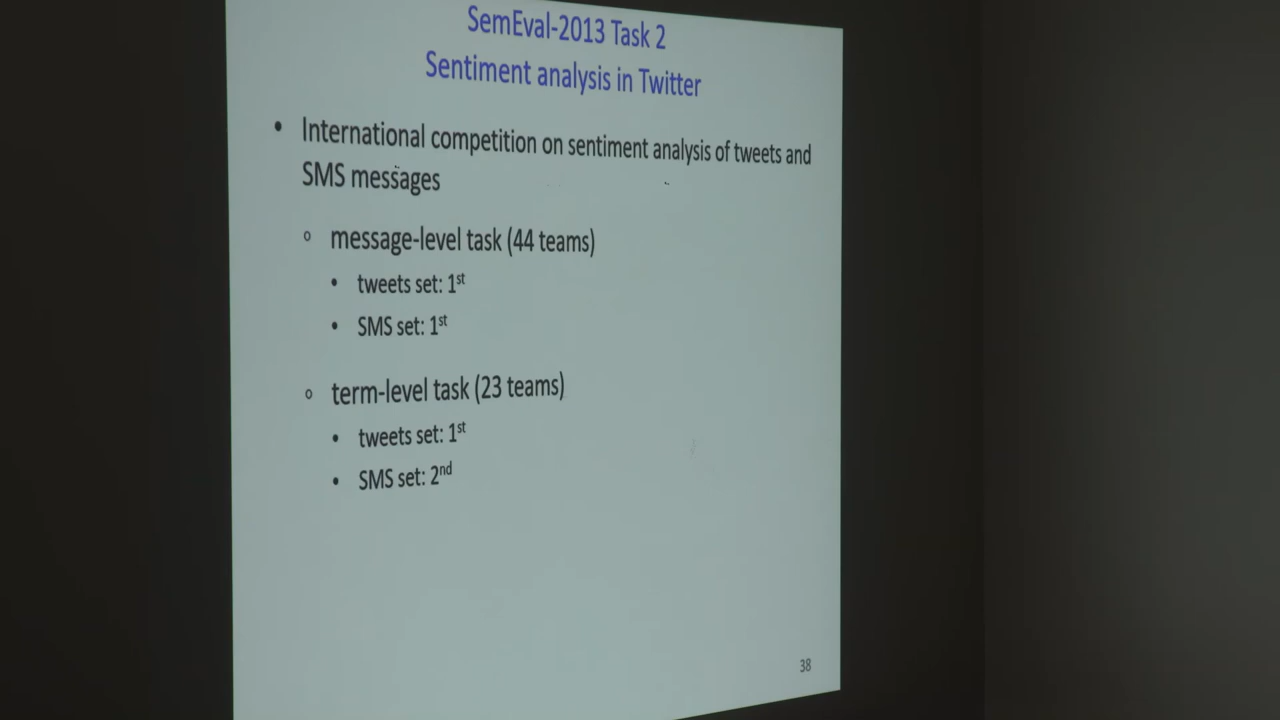 SemEval-2013 Task 2
Sentiment analysis in Twitter
• International competition on sentiment analysis of tweets and
SMS messages
○ message-level task (44 teams)
• tweets set: 1st
• SMS set: 1st
○ term-level task (23 teams)
• tweets set: 1st
• SMS set: 2nd
38